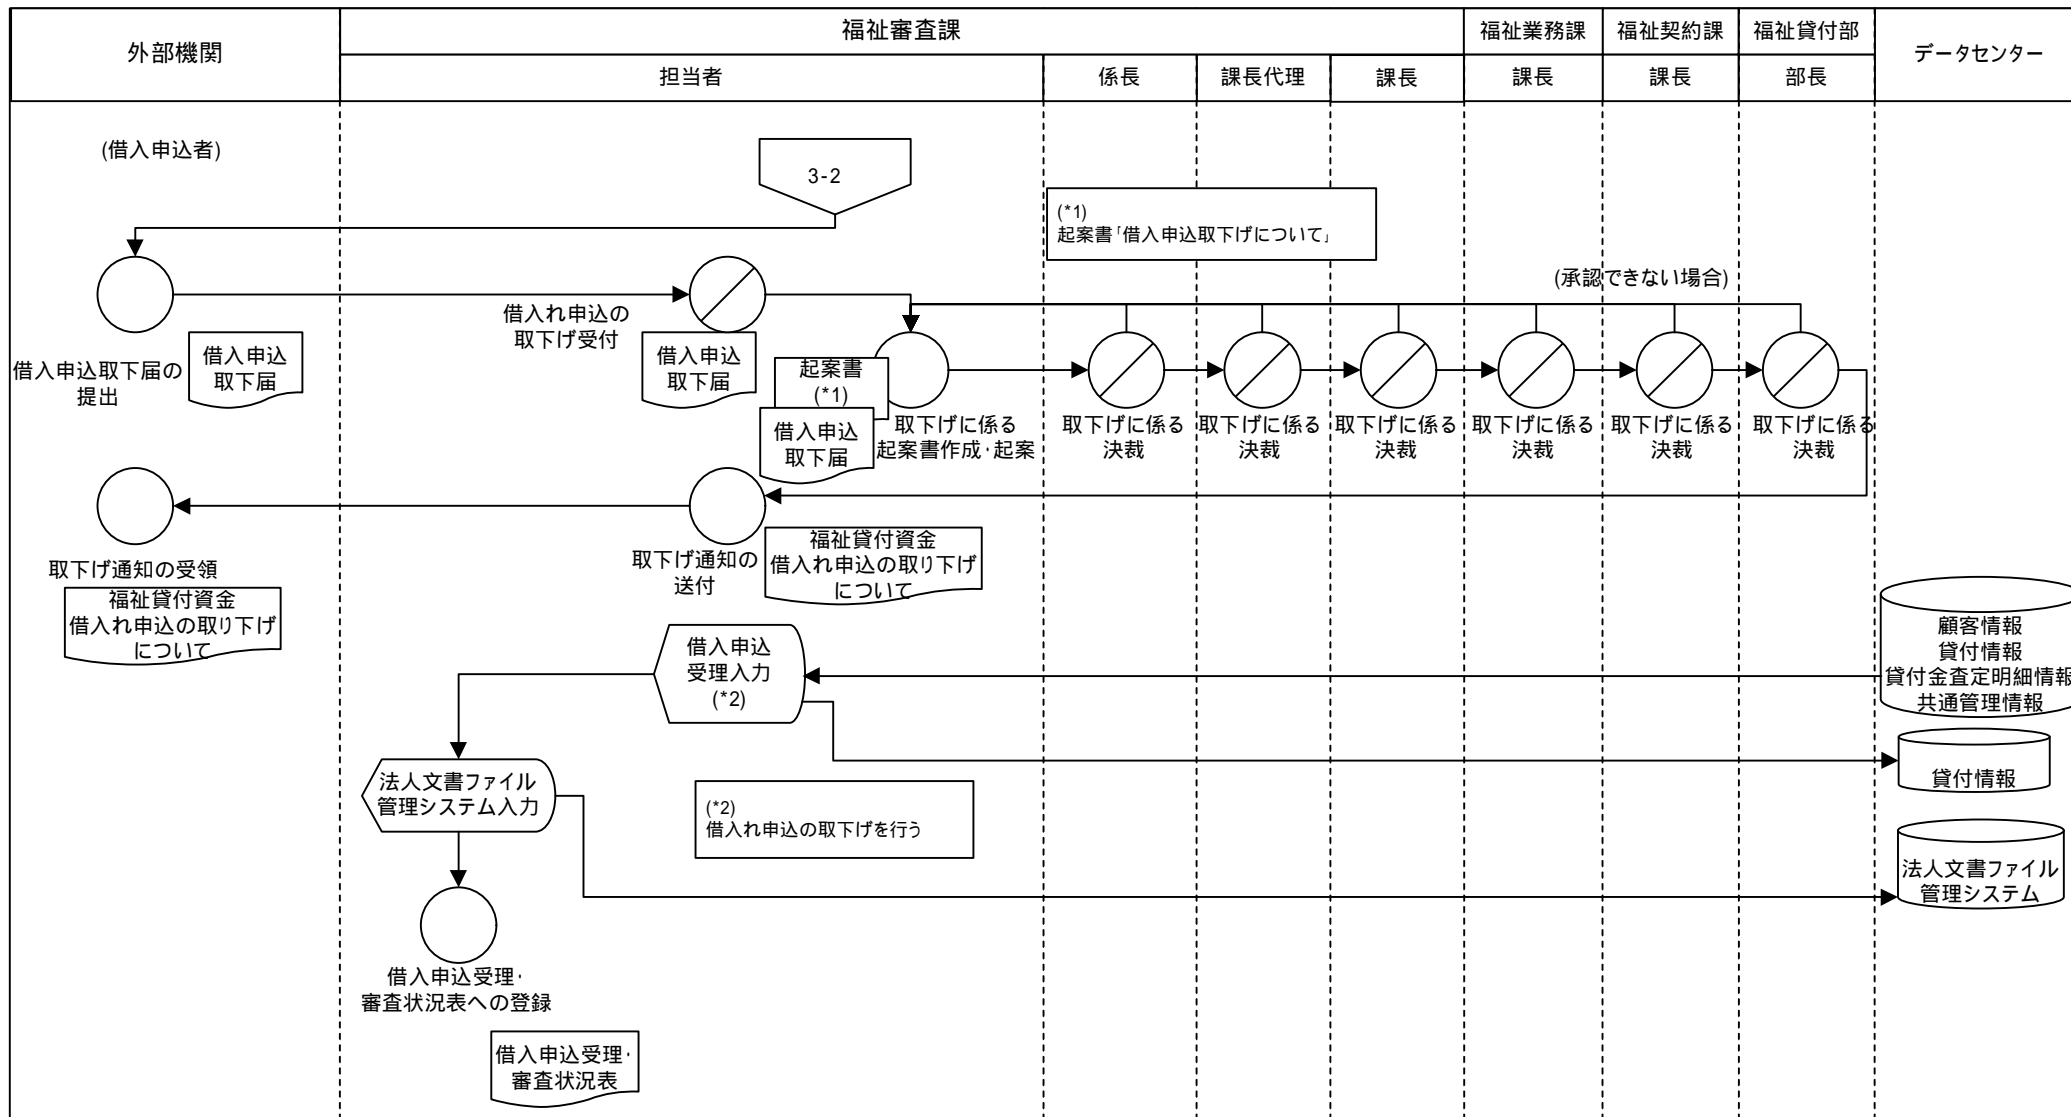 外部機関
福祉審査課
福祉業務課
福祉契約課
福祉貸付部
データセンター
担当者
係長
課長代理
課長
課長
課長
部長
(借入申込者)
3-2
(*1)
起案書「借入申込取下げについて」
(承認できない場合)
借入申込取下届の
提出
借入申込
取下届
借入れ申込の
取下げ受付
借入申込
取下届
起案書
(*1)
借入申込
取下届
取下げに係る
起案書作成・起案
取下げに係る
決裁
取下げに係る
決裁
取下げに係る
決裁
取下げに係る
決裁
取下げに係る
決裁
取下げに係る
決裁
取下げ通知の受領
福祉貸付資金
借入れ申込の取り下げ
について
取下げ通知の
送付
福祉貸付資金
借入れ申込の取り下げ
について
借入申込
受理入力
(*2)
顧客情報
貸付情報
貸付金査定明細情報
共通管理情報
貸付情報
法人文書ファイル
管理システム入力
(*2)
借入れ申込の取下げを行う
法人文書ファイル
管理システム
借入申込受理・
審査状況表への登録
借入申込受理・
審査状況表